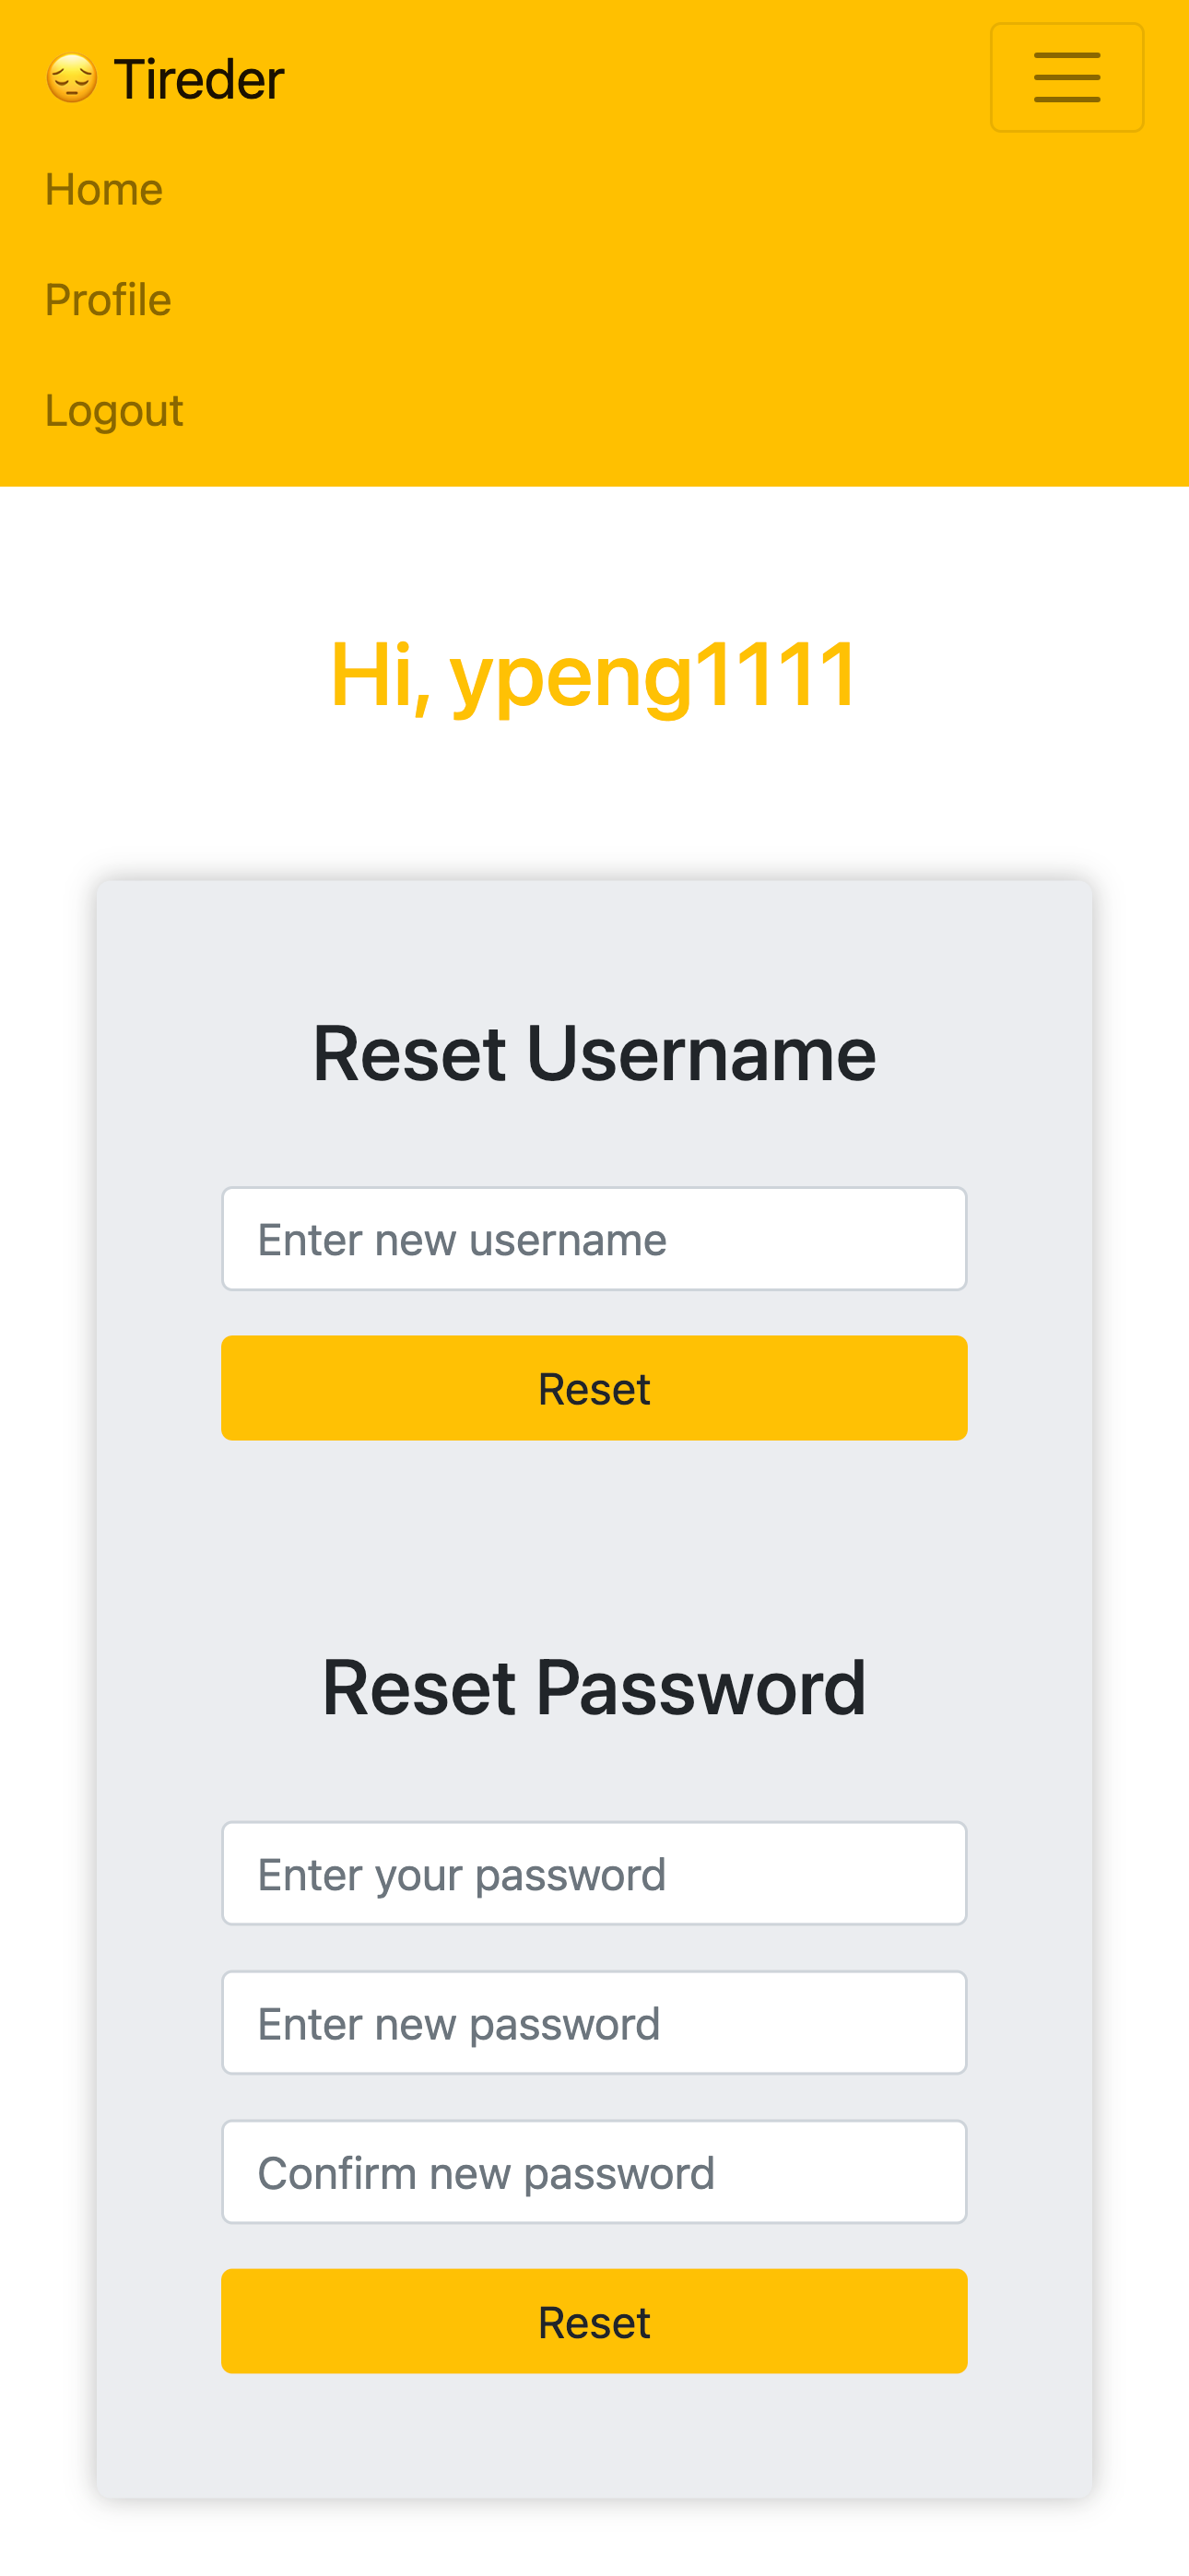 😔 Tireder
Home
Profile
Logout
Hi, ypeng1111
Reset Username
Enter new username
Reset
Reset Password
Enter your password
Enter new password
Confirm new password
Reset